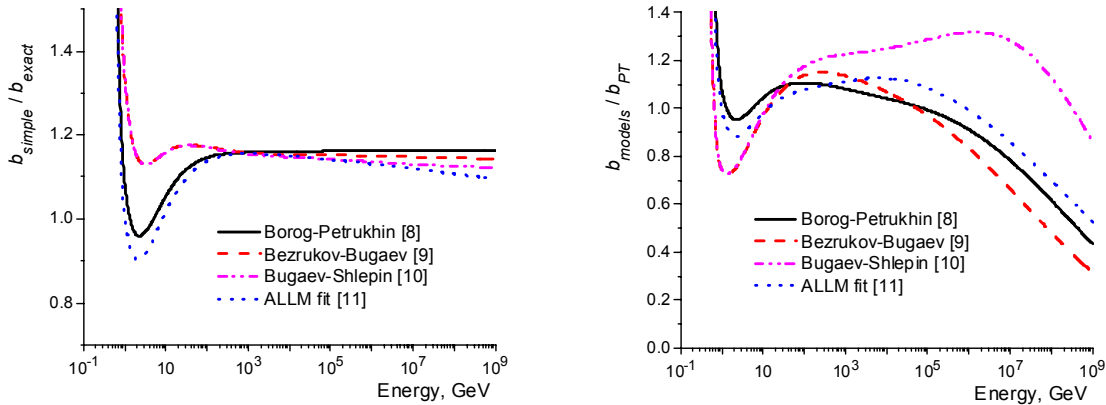 b_simple / b_exact
1.4
1.2
1.0
0.8
Borog-Petrukhin [8]
Bezrukov-Bugaev [9]
Bugaev-Shlepin [10]
ALLM fit [11]
10^-1 10^1 10^3 10^5 10^7 10^9
Energy, GeV
b_models / b_PT
1.4
1.2
1.0
0.8
0.6
0.4
0.2
0.0
Borog-Petrukhin [8]
Bezrukov-Bugaev [9]
Bugaev-Shlepin [10]
ALLM fit [11]
10^-1 10^1 10^3 10^5 10^7 10^9
Energy, GeV